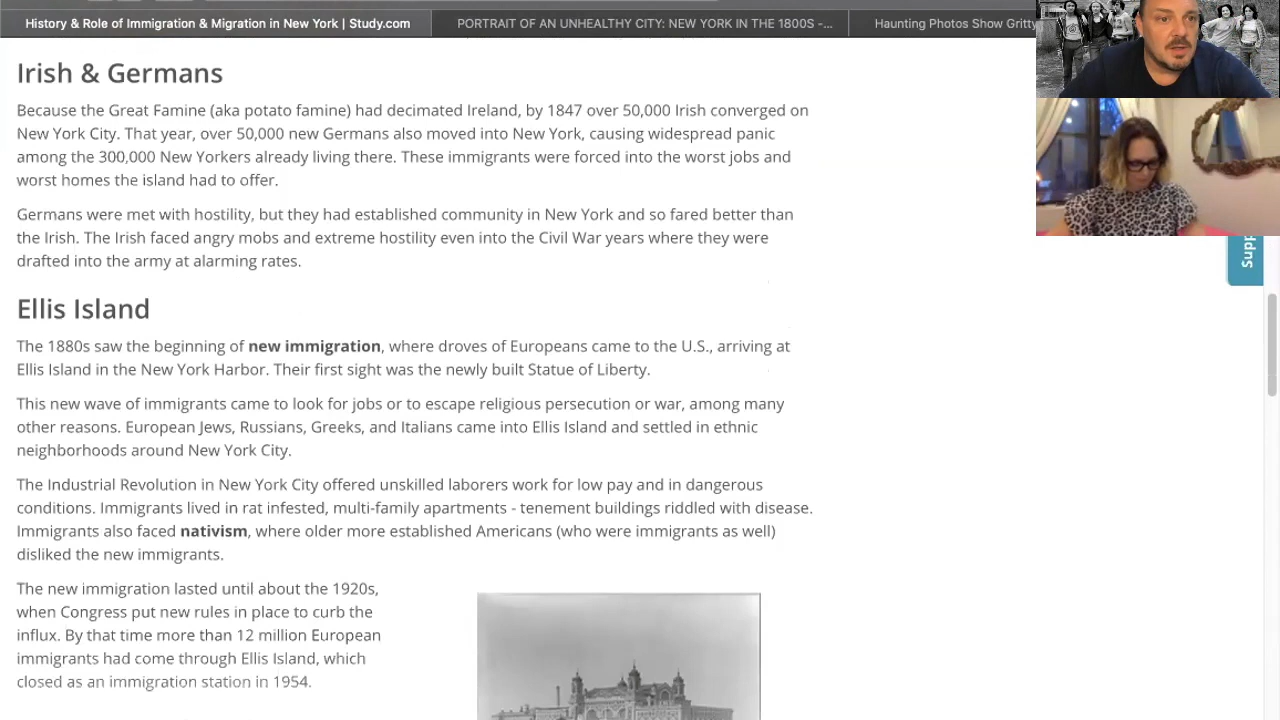 History & Role of Immigration & Migration in New York | Study.com
PORTRAIT OF AN UNHEALTHY CITY: NEW YORK IN THE 1800S -...
Haunting Photos Show Gritty
Irish & Germans
Because the Great Famine (aka potato famine) had decimated Ireland, by 1847 over 50,000 Irish converged on
New York City. That year, over 50,000 new Germans also moved into New York, causing widespread panic
among the 300,000 New Yorkers already living there. These immigrants were forced into the worst jobs and
worst homes the island had to offer.
Germans were met with hostility, but they had established community in New York and so fared better than
the Irish. The Irish faced angry mobs and extreme hostility even into the Civil War years where they were
drafted into the army at alarming rates.
Supp
Ellis Island
The 1880s saw the beginning of new immigration, where droves of Europeans came to the U.S., arriving at
Ellis Island in the New York Harbor. Their first sight was the newly built Statue of Liberty.
This new wave of immigrants came to look for jobs or to escape religious persecution or war, among many
other reasons. European Jews, Russians, Greeks, and Italians came into Ellis Island and settled in ethnic
neighborhoods around New York City.
The Industrial Revolution in New York City offered unskilled laborers work for low pay and in dangerous
conditions. Immigrants lived in rat infested, multi-family apartments - tenement buildings riddled with disease.
Immigrants also faced nativism, where older more established Americans (who were immigrants as well)
disliked the new immigrants.
The new immigration lasted until about the 1920s,
when Congress put new rules in place to curb the
influx. By that time more than 12 million European
immigrants had come through Ellis Island, which
closed as an immigration station in 1954.